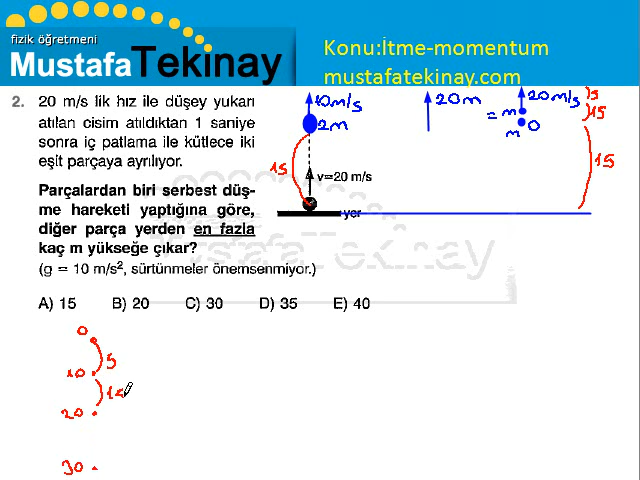 fizik öğretmeni
MustafaTekinay
Konu:İtme-momentum
mustafatekinay.com
2. 20 m/s lik hız ile düşey yukarı
atılan cisim atıldıktan 1 saniye
sonra iç patlama ile kütlece iki
eşit parçaya ayrılıyor.
Parçalardan biri serbest düş-
me hareketi yaptığına göre,
diğer parça yerden en fazla
kaç m yükseğe çıkar?
(g = 10 m/s², sürtünmeler önemsenmiyor.)
A) 15 B) 20 C) 30 D) 35 E) 40
10m/s
2m
15
v=20 m/s
yer
20m
=
20m/s
m
m 0
15
15
MustafaTekinay
0
5
10
15
20
30